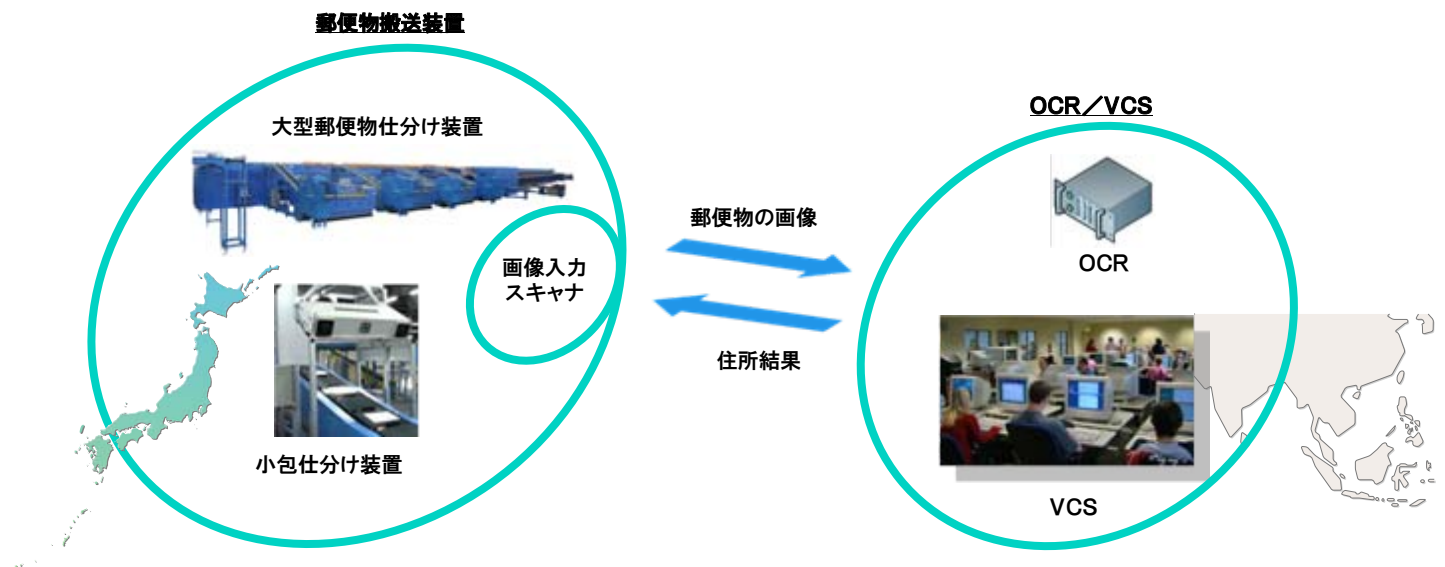 郵便物搬送装置
大型郵便物仕分け装置
画像入力
スキャナ
小包仕分け装置
郵便物の画像
住所結果
OCR／VCS
OCR
VCS